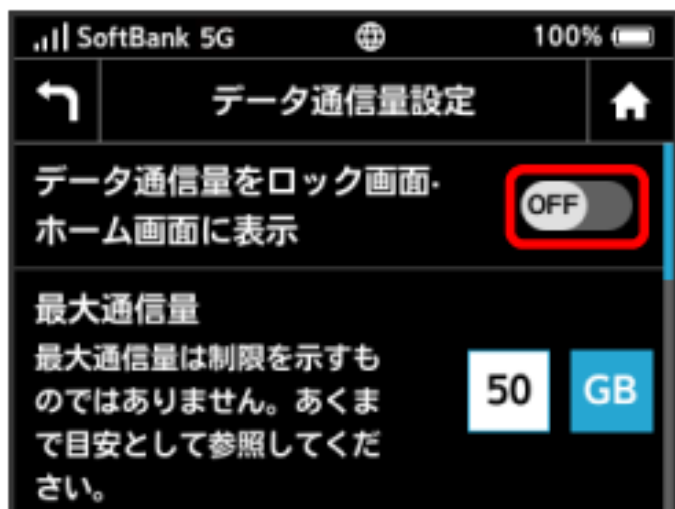 SoftBank 5G 100%
データ通信量設定
データ通信量をロック画面・
ホーム画面に表示
OFF
最大通信量
最大通信量は制限を示すも
のではありません。あくま
で目安として参照してくだ
さい。
50 GB